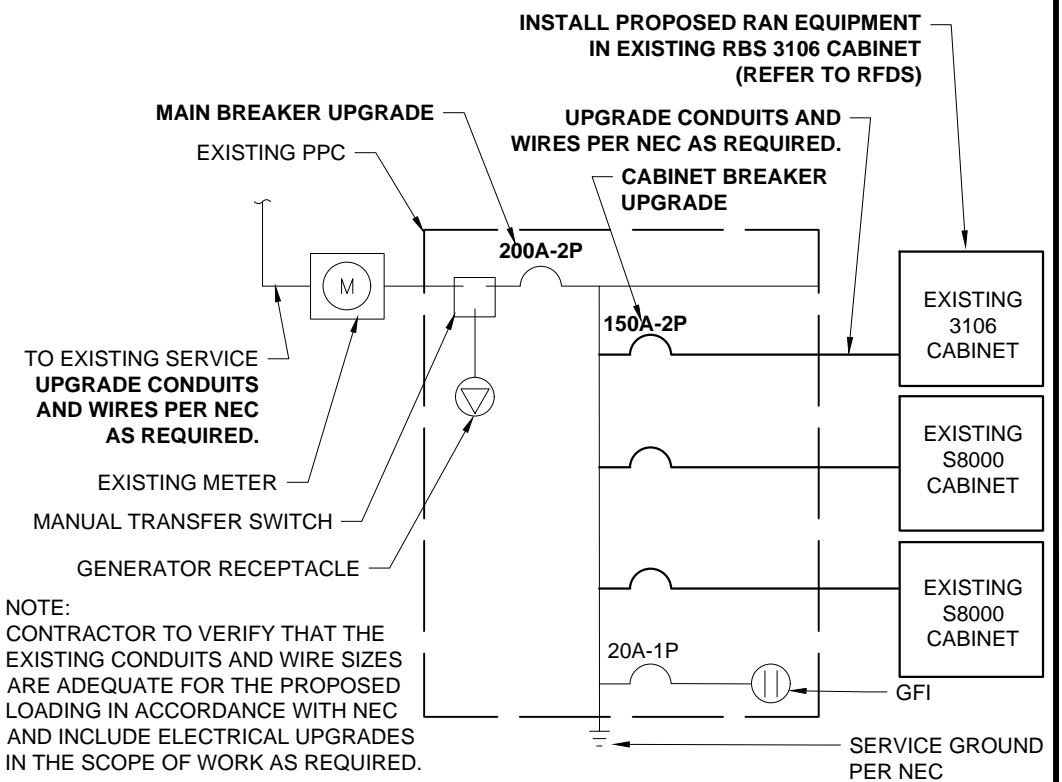 INSTALL PROPOSED RAN EQUIPMENT
IN EXISTING RBS 3106 CABINET
(REFER TO RFDS)
MAIN BREAKER UPGRADE
UPGRADE CONDUITS AND
WIRES PER NEC AS REQUIRED.
EXISTING PPC
CABINET BREAKER
UPGRADE
200A-2P
M
150A-2P
EXISTING
3106
CABINET
TO EXISTING SERVICE
UPGRADE CONDUITS
AND WIRES PER NEC
AS REQUIRED.
EXISTING
S8000
CABINET
EXISTING METER
MANUAL TRANSFER SWITCH
GENERATOR RECEPTACLE
EXISTING
S8000
CABINET
NOTE:
CONTRACTOR TO VERIFY THAT THE
EXISTING CONDUITS AND WIRE SIZES
ARE ADEQUATE FOR THE PROPOSED
LOADING IN ACCORDANCE WITH NEC
AND INCLUDE ELECTRICAL UPGRADES
IN THE SCOPE OF WORK AS REQUIRED.
20A-1P
GFI
SERVICE GROUND
PER NEC